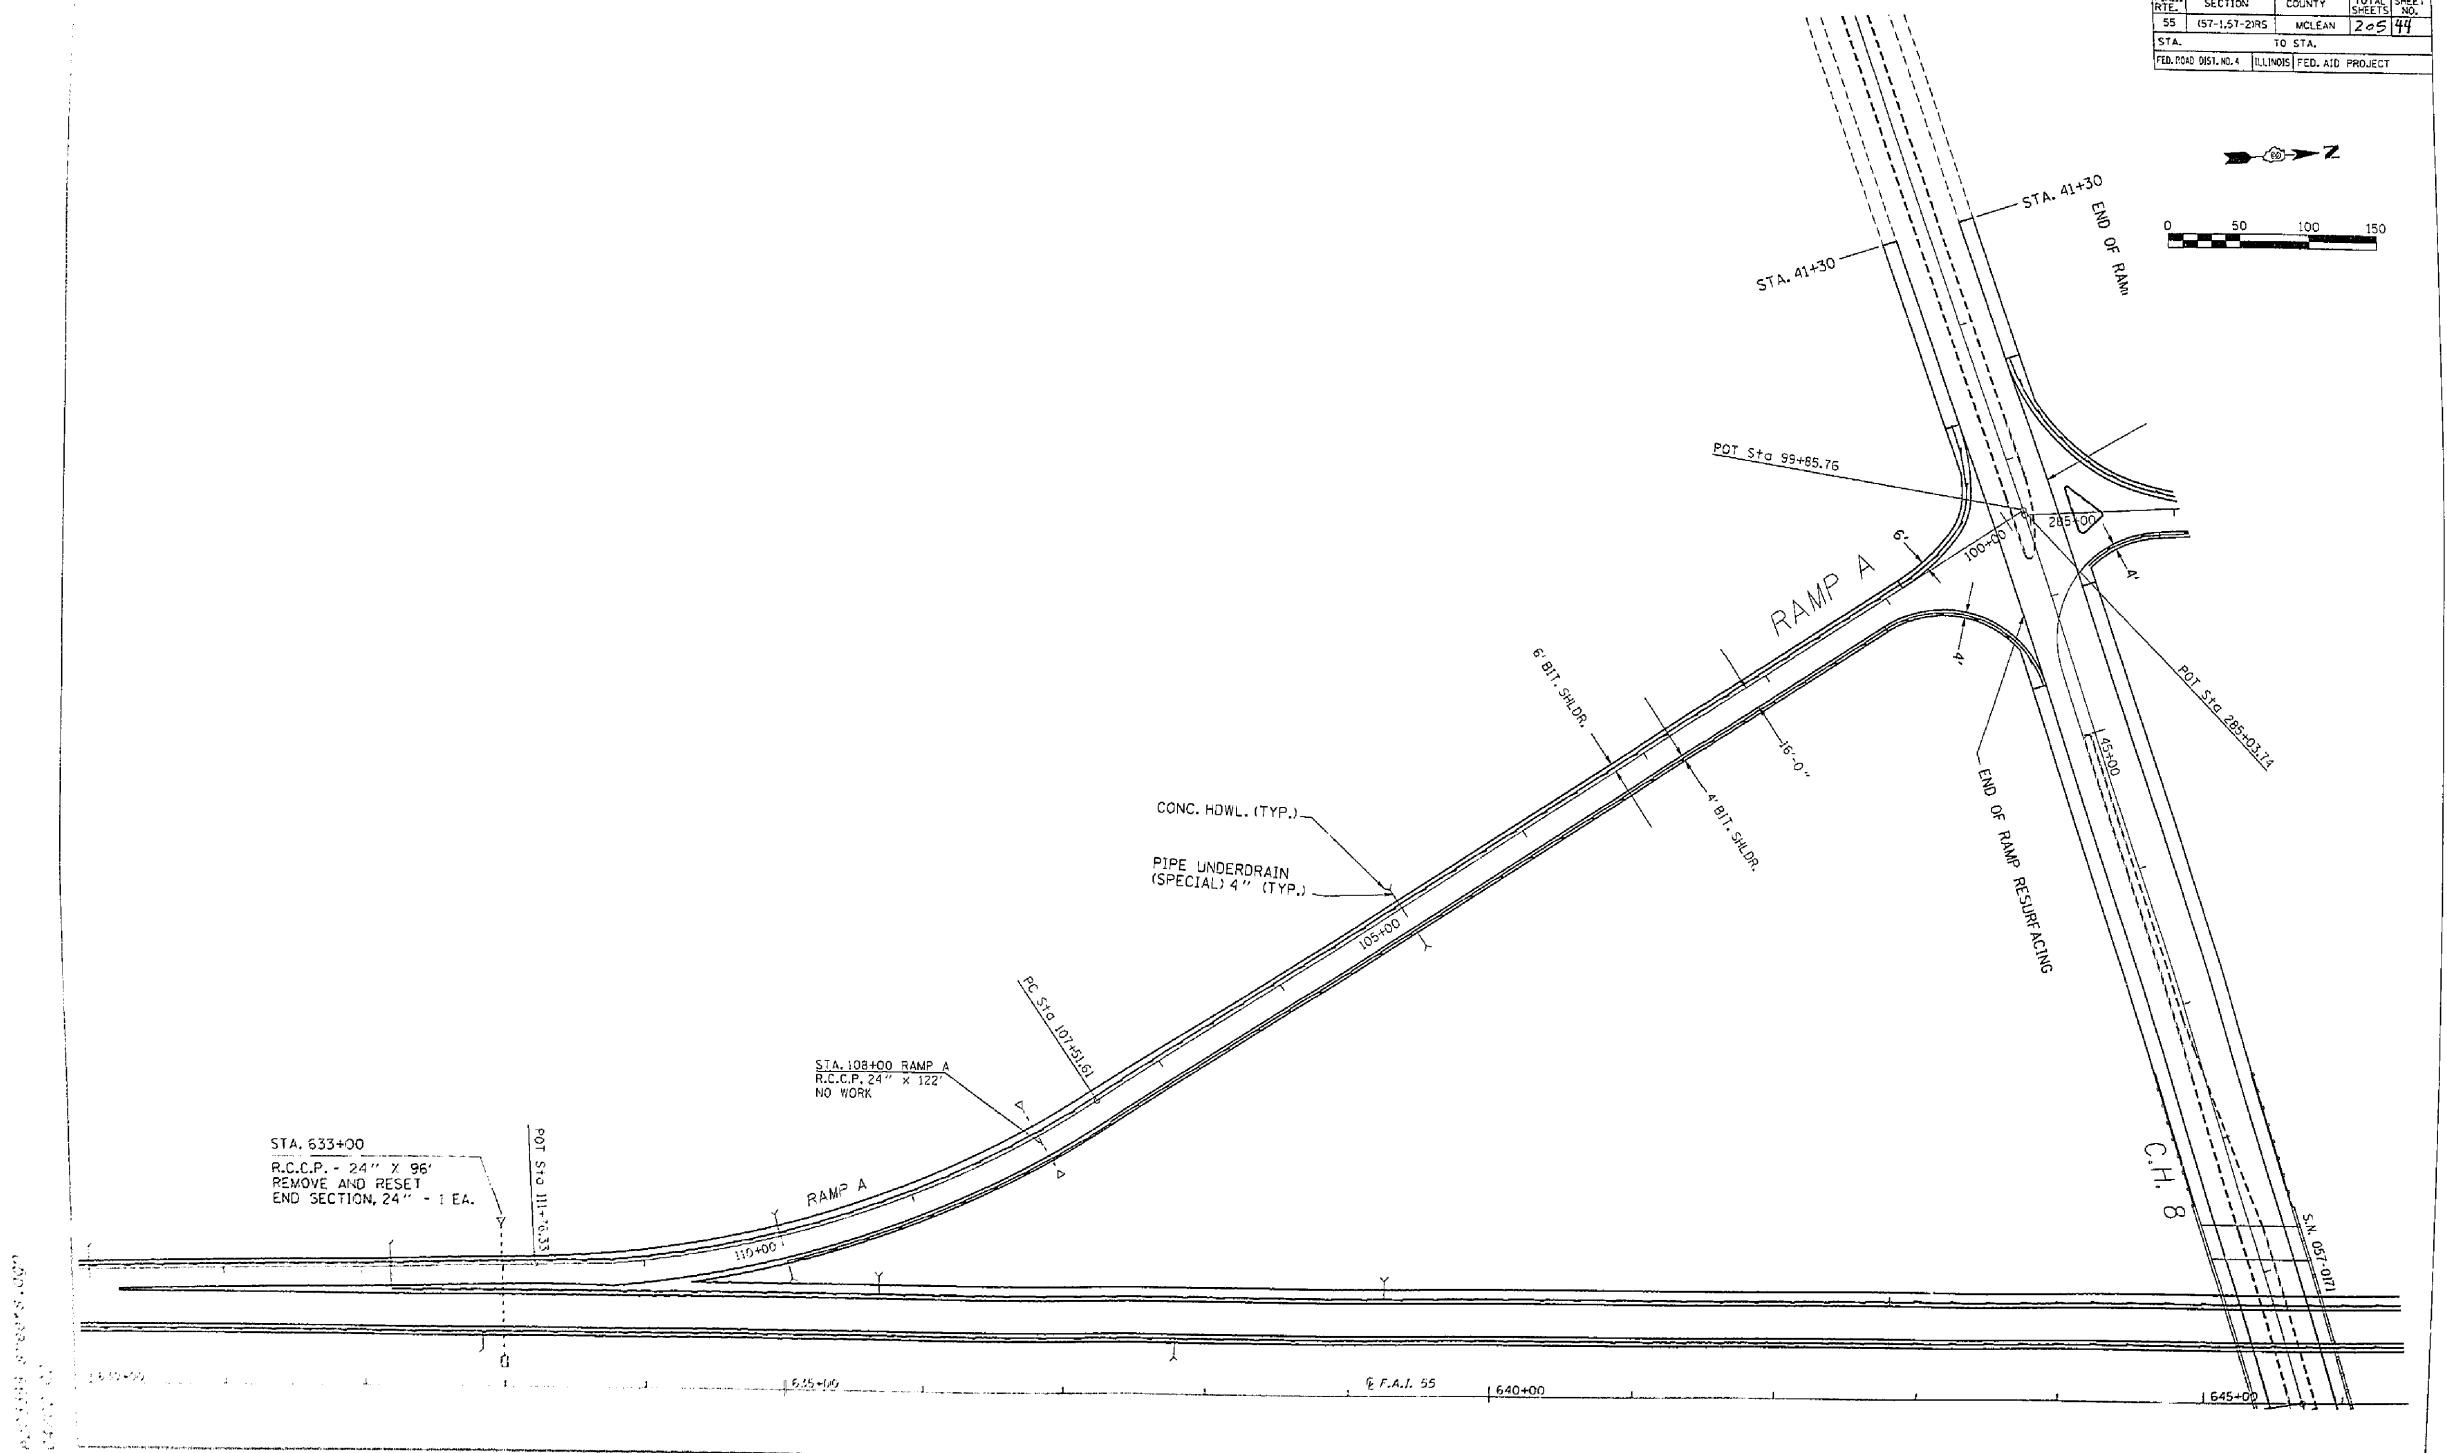 RTE. SECTION COUNTY TOTAL SHEETS SHEET NO.
55 (57-1,57-2)RS MCLEAN 205 44
STA. TO STA.
FED. ROAD DIST. NO. 4 ILLINOIS FED. AID PROJECT
N
0 50 100 150
STA. 41+30
END OF RAMP
STA. 41+30
POT Sta 99+85.76
285+00
100+00
6'
4'
RAMP A
4'
6' BIT. SHLDR.
16'-0"
4' BIT. SHLDR.
POT Sta 285+03.74
45+00
END OF RAMP RESURFACING
CONC. HDWL. (TYP.)
PIPE UNDERDRAIN
(SPECIAL) 4" (TYP.)
105+00
PC Sta 107+51.61
STA. 108+00 RAMP A
R.C.C.P. 24" x 122'
NO WORK
STA. 633+00
R.C.C.P. - 24" X 96'
REMOVE AND RESET
END SECTION, 24" - 1 EA.
POT Sta 111+76.33
RAMP A
110+00
C.H. 8
S.N. 057-0171
630+00
635+00
℄ F.A.I. 55
640+00
645+00